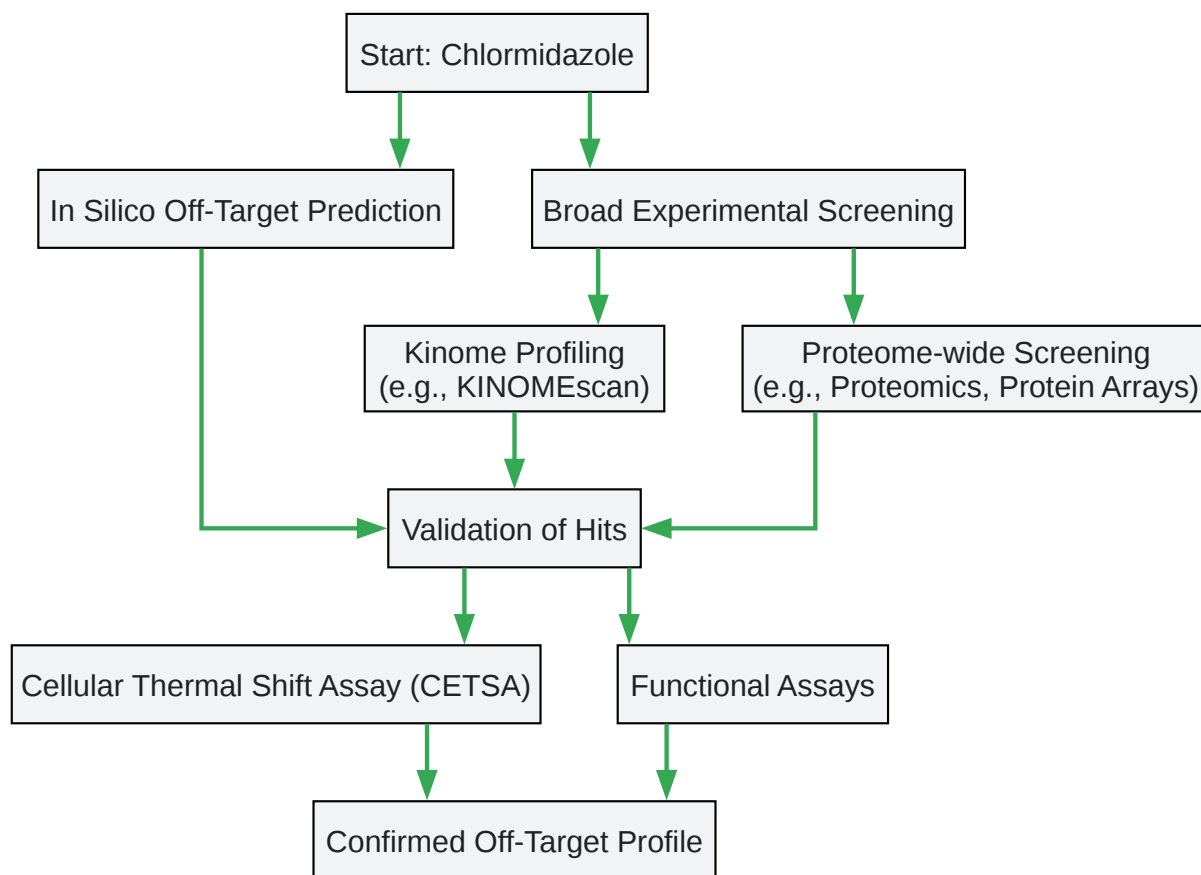 Start: Chlormidazole
In Silico Off-Target Prediction
Broad Experimental Screening
Kinome Profiling
(e.g., KINOMEscan)
Proteome-wide Screening
(e.g., Proteomics, Protein Arrays)
Validation of Hits
Cellular Thermal Shift Assay (CETSA)
Functional Assays
Confirmed Off-Target Profile